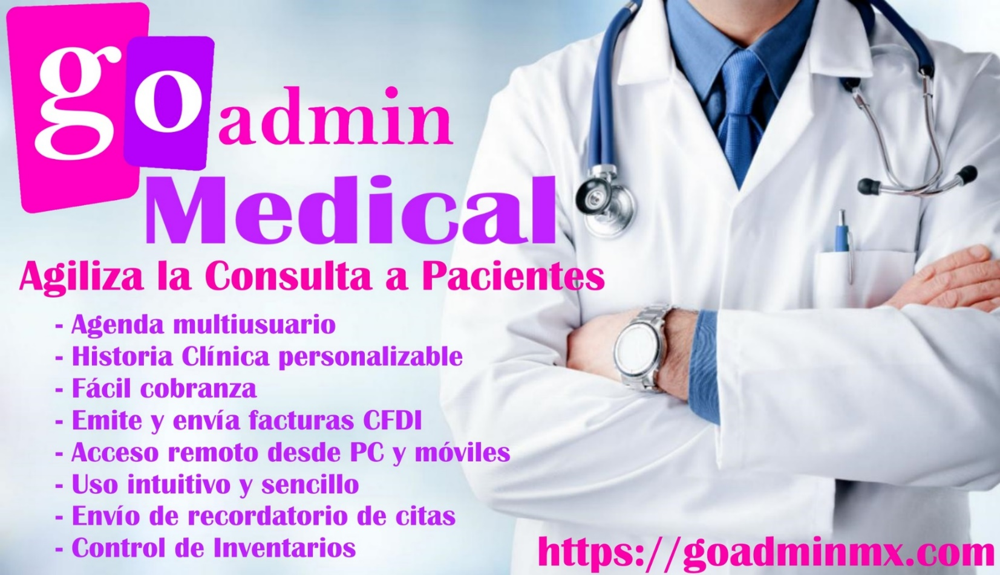 go admin
Medical
Agiliza la Consulta a Pacientes
- Agenda multiusuario
- Historia Clínica personalizable
- Fácil cobranza
- Emite y envía facturas CFDI
- Acceso remoto desde PC y móviles
- Uso intuitivo y sencillo
- Envío de recordatorio de citas
- Control de Inventarios
https://goadminmx.com